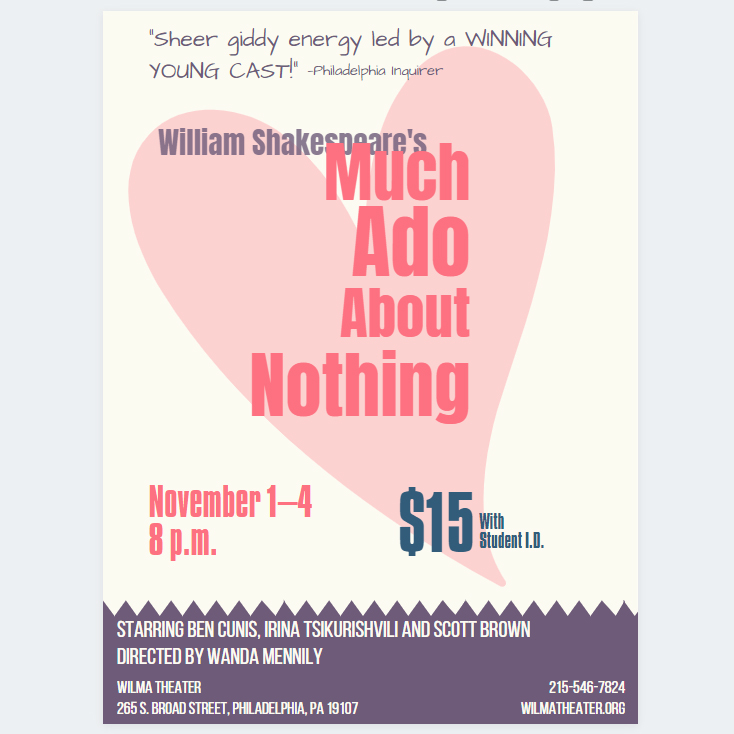 "Sheer giddy energy led by a WINNING
YOUNG CAST!" -Philadelphia Inquirer
William Shakespeare's
Much
Ado
About
Nothing
November 1–4
8 p.m.
$15 With
Student I.D.
STARRING BEN CUNIS, IRINA TSIKURISHVILI AND SCOTT BROWN
DIRECTED BY WANDA MENNILY
WILMA THEATER
265 S. BROAD STREET, PHILADELPHIA, PA 19107
215-546-7824
WILMATHEATER.ORG